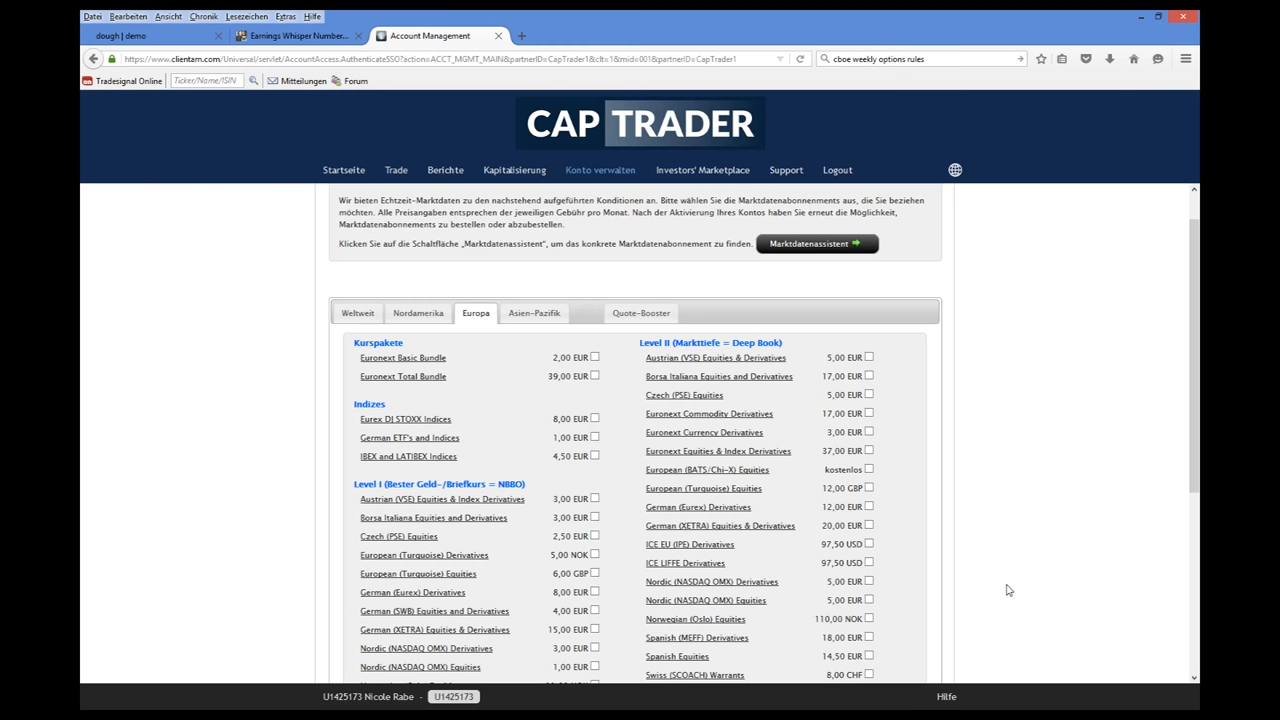 Datei Bearbeiten Ansicht Chronik Lesezeichen Extras Hilfe
dough | demo
Earnings Whisper Number...
Account Management
https://www.clientam.com/Universal/servlet/AccountAccess.AuthenticateSSO?action=ACCT_MGMT_MAIN&partnerID=CapTrader1&clt=1&mid=001&partnerID=CapTrader1
cboe weekly options rules
Tradesignal Online
Ticker/Name/ISIN
Mitteilungen
Forum
CAP TRADER
Startseite Trade Berichte Kapitalisierung Konto verwalten Investors' Marketplace Support Logout
Wir bieten Echtzeit-Marktdaten zu den nachstehend aufgeführten Konditionen an. Bitte wählen Sie die Marktdatenabonnenments aus, die Sie beziehen
möchten. Alle Preisangaben entsprechen der jeweiligen Gebühr pro Monat. Nach der Aktivierung Ihres Kontos haben Sie erneut die Möglichkeit,
Marktdatenabonnements zu bestellen oder abzubestellen.
Klicken Sie auf die Schaltfläche „Marktdatenassistent", um das konkrete Marktdatenabonnement zu finden.
Marktdatenassistent
Weltweit Nordamerika Europa Asien-Pazifik Quote-Booster
Kurspakete
Euronext Basic Bundle 2,00 EUR
Euronext Total Bundle 39,00 EUR
Indizes
Eurex DJ STOXX Indices 8,00 EUR
German ETF's and Indices 1,00 EUR
IBEX and LATIBEX Indices 4,50 EUR
Level I (Bester Geld-/Briefkurs = NBBO)
Austrian (VSE) Equities & Index Derivatives 3,00 EUR
Borsa Italiana Equities and Derivatives 3,00 EUR
Czech (PSE) Equities 2,50 EUR
European (Turquoise) Derivatives 5,00 NOK
European (Turquoise) Equities 6,00 GBP
German (Eurex) Derivatives 8,00 EUR
German (SWB) Equities and Derivatives 4,00 EUR
German (XETRA) Equities & Derivatives 15,00 EUR
Nordic (NASDAQ OMX) Derivatives 3,00 EUR
Nordic (NASDAQ OMX) Equities 1,00 EUR
Level II (Markttiefe = Deep Book)
Austrian (VSE) Equities & Derivatives 5,00 EUR
Borsa Italiana Equities and Derivatives 17,00 EUR
Czech (PSE) Equities 5,00 EUR
Euronext Commodity Derivatives 17,00 EUR
Euronext Currency Derivatives 3,00 EUR
Euronext Equities & Index Derivatives 37,00 EUR
European (BATS/Chi-X) Equities kostenlos
European (Turquoise) Equities 12,00 GBP
German (Eurex) Derivatives 12,00 EUR
German (XETRA) Equities & Derivatives 20,00 EUR
ICE EU (IPE) Derivatives 97,50 USD
ICE LIFFE Derivatives 97,50 USD
Nordic (NASDAQ OMX) Derivatives 5,00 EUR
Nordic (NASDAQ OMX) Equities 5,00 EUR
Norwegian (Oslo) Equities 110,00 NOK
Spanish (MEFF) Derivatives 18,00 EUR
Spanish Equities 14,50 EUR
Swiss (SCOACH) Warrants 8,00 CHF
U1425173 Nicole Rabe U1425173
Hilfe